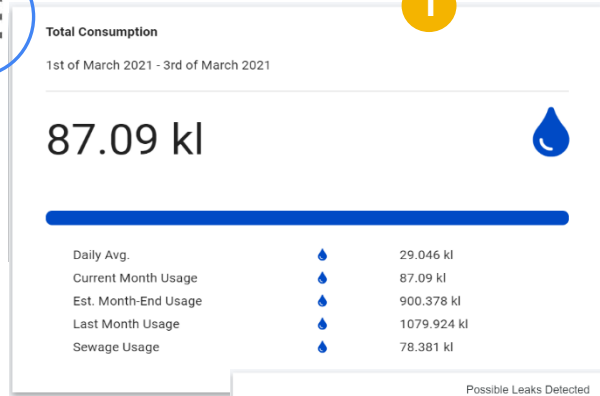 1
Total Consumption
1st of March 2021 - 3rd of March 2021
87.09 kl
Daily Avg. 29.046 kl
Current Month Usage 87.09 kl
Est. Month-End Usage 900.378 kl
Last Month Usage 1079.924 kl
Sewage Usage 78.381 kl
Possible Leaks Detected